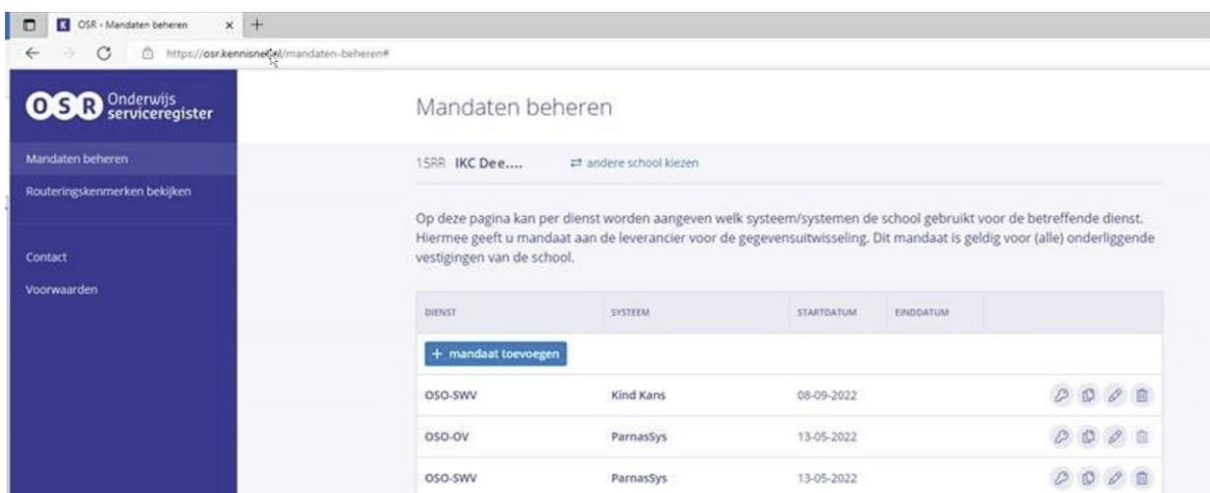 OSR - Mandaten beheren
https://osr.kennisnet.nl/mandaten-beheren#
OSR Onderwijs
serviceregister
Mandaten beheren
Routeringskenmerken bekijken
Contact
Voorwaarden
Mandaten beheren
15RR IKC Dee.... andere school kiezen
Op deze pagina kan per dienst worden aangeven welk systeem/systemen de school gebruikt voor de betreffende dienst.
Hiermee geeft u mandaat aan de leverancier voor de gegevensuitwisseling. Dit mandaat is geldig voor (alle) onderliggende
vestigingen van de school.
DIENST SYSTEEM STARTDATUM EINDDATUM
+ mandaat toevoegen
OSO-SWV Kind Kans 08-09-2022
OSO-OV ParnasSys 13-05-2022
OSO-SWV ParnasSys 13-05-2022